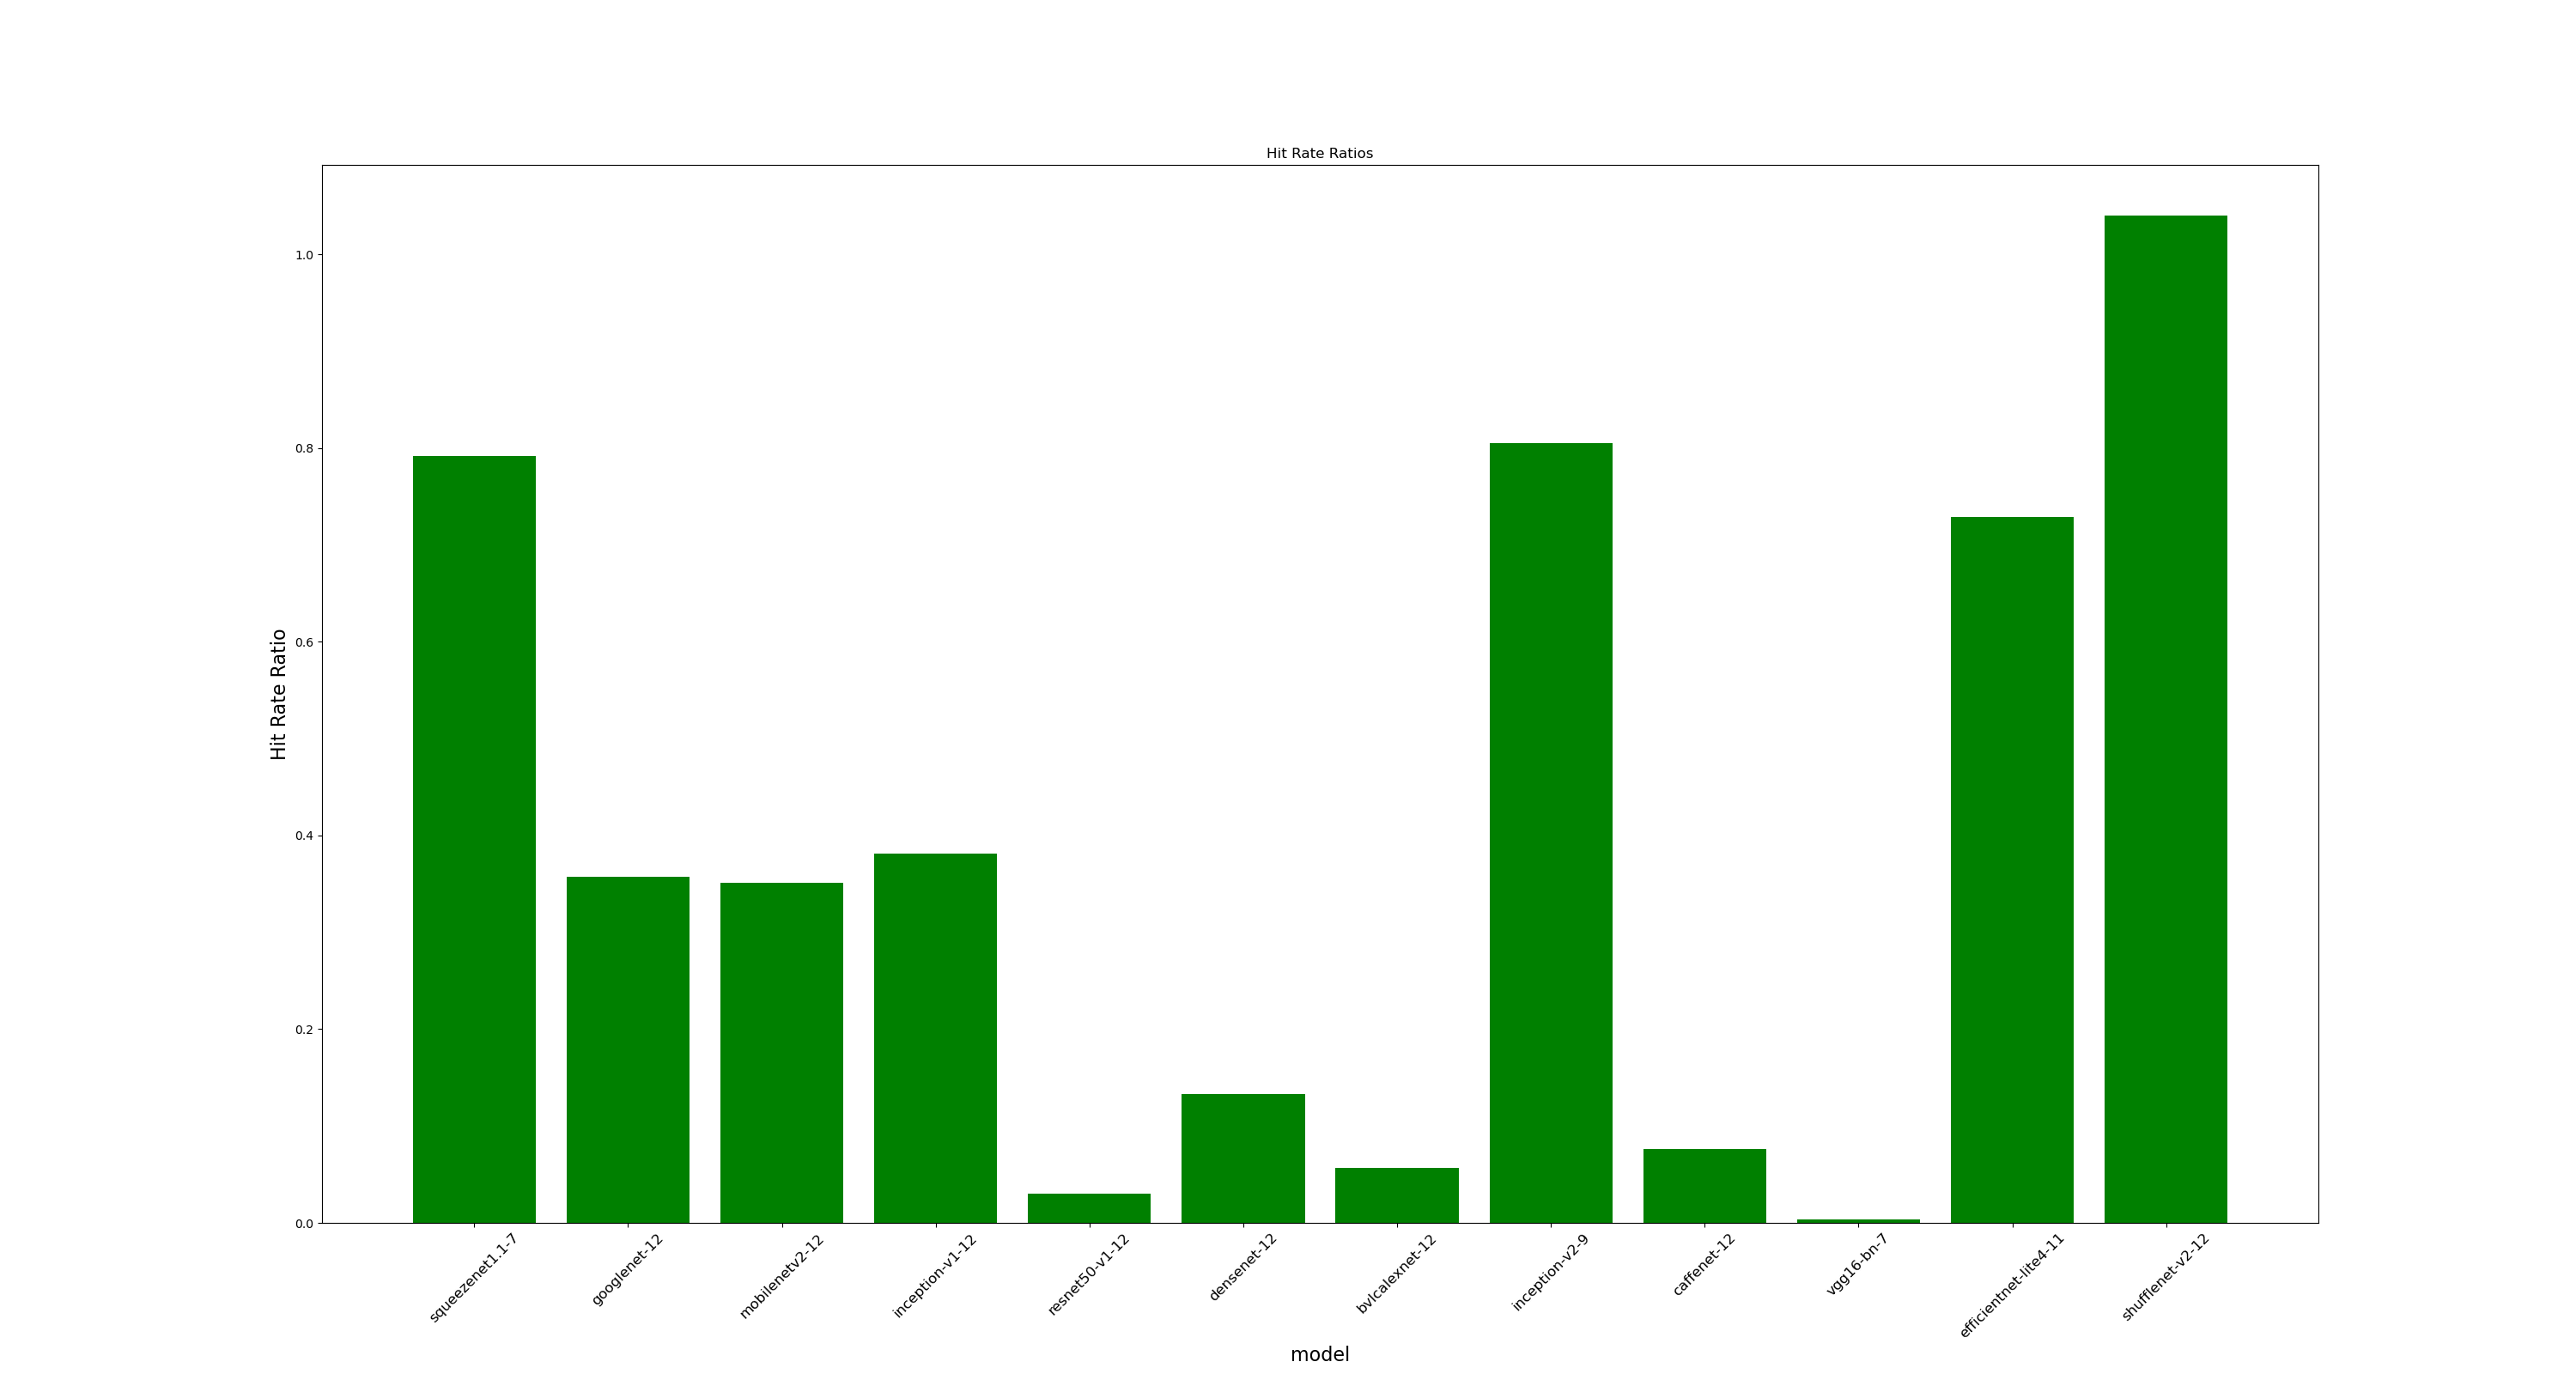 Hit Rate Ratios
Hit Rate Ratio
1.0
0.8
0.6
0.4
0.2
0.0
squeezenet1.1-7
googlenet-12
mobilenetv2-12
inception-v1-12
resnet50-v1-12
densenet-12
bvlcalexnet-12
inception-v2-9
caffenet-12
vgg16-bn-7
efficientnet-lite4-11
shufflenet-v2-12
model